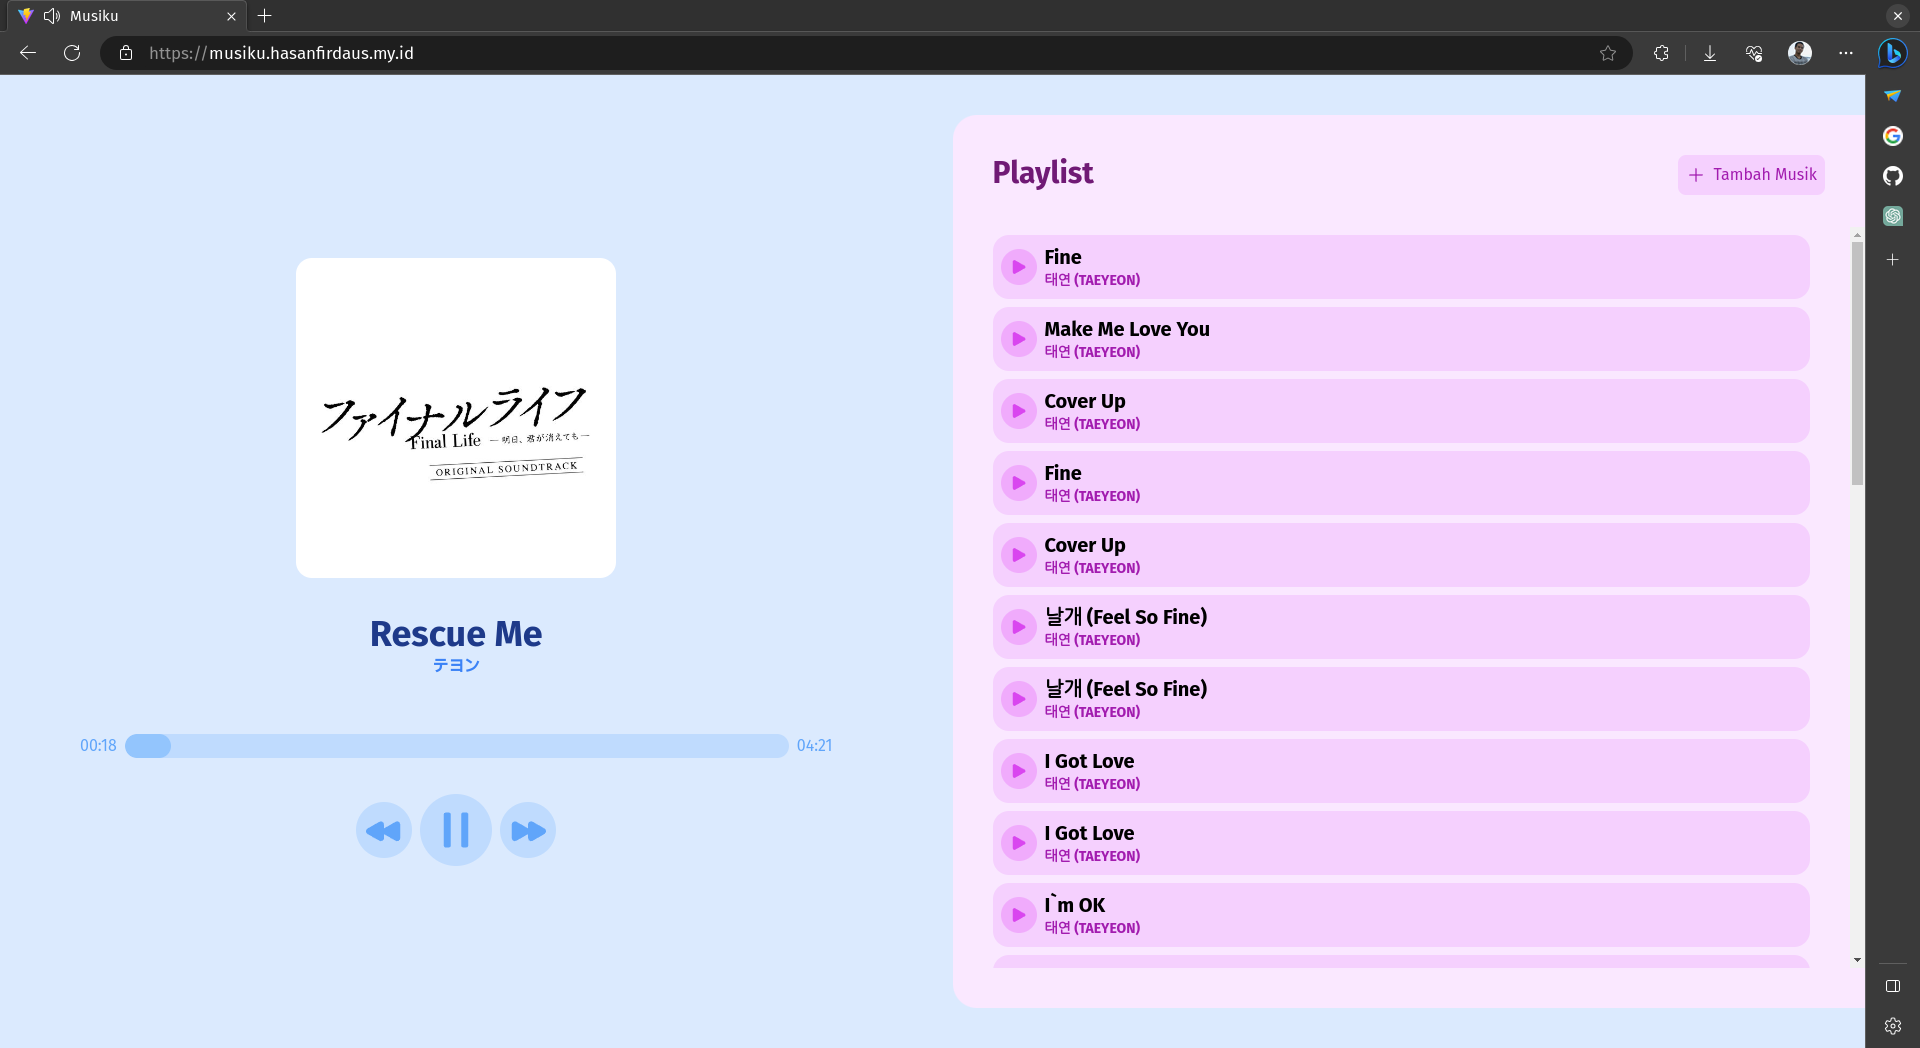 Musiku
https://musiku.hasanfirdaus.my.id
ファイナルライフ
Final Life ー明日、君が消えてもー
ORIGINAL SOUNDTRACK
Rescue Me
テヨン
00:18
04:21
Playlist
Tambah Musik
Fine
태연 (TAEYEON)
Make Me Love You
태연 (TAEYEON)
Cover Up
태연 (TAEYEON)
Fine
태연 (TAEYEON)
Cover Up
태연 (TAEYEON)
날개 (Feel So Fine)
태연 (TAEYEON)
날개 (Feel So Fine)
태연 (TAEYEON)
I Got Love
태연 (TAEYEON)
I Got Love
태연 (TAEYEON)
I`m OK
태연 (TAEYEON)